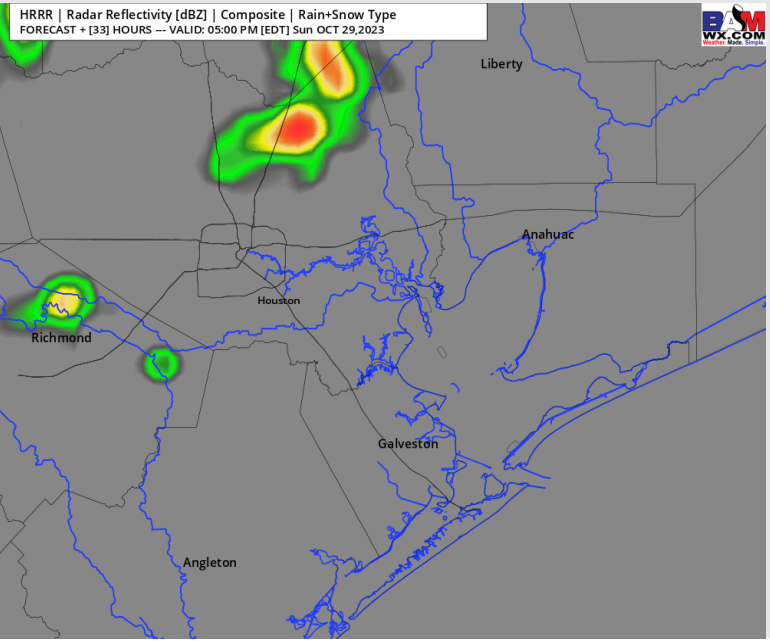 HRRR | Radar Reflectivity [dBZ] | Composite | Rain+Snow Type
FORECAST + [33] HOURS --- VALID: 05:00 PM [EDT] Sun OCT 29,2023
BAM
WX.COM
Weather. Made. Simple.
Liberty
Anahuac
Houston
Richmond
Galveston
Angleton